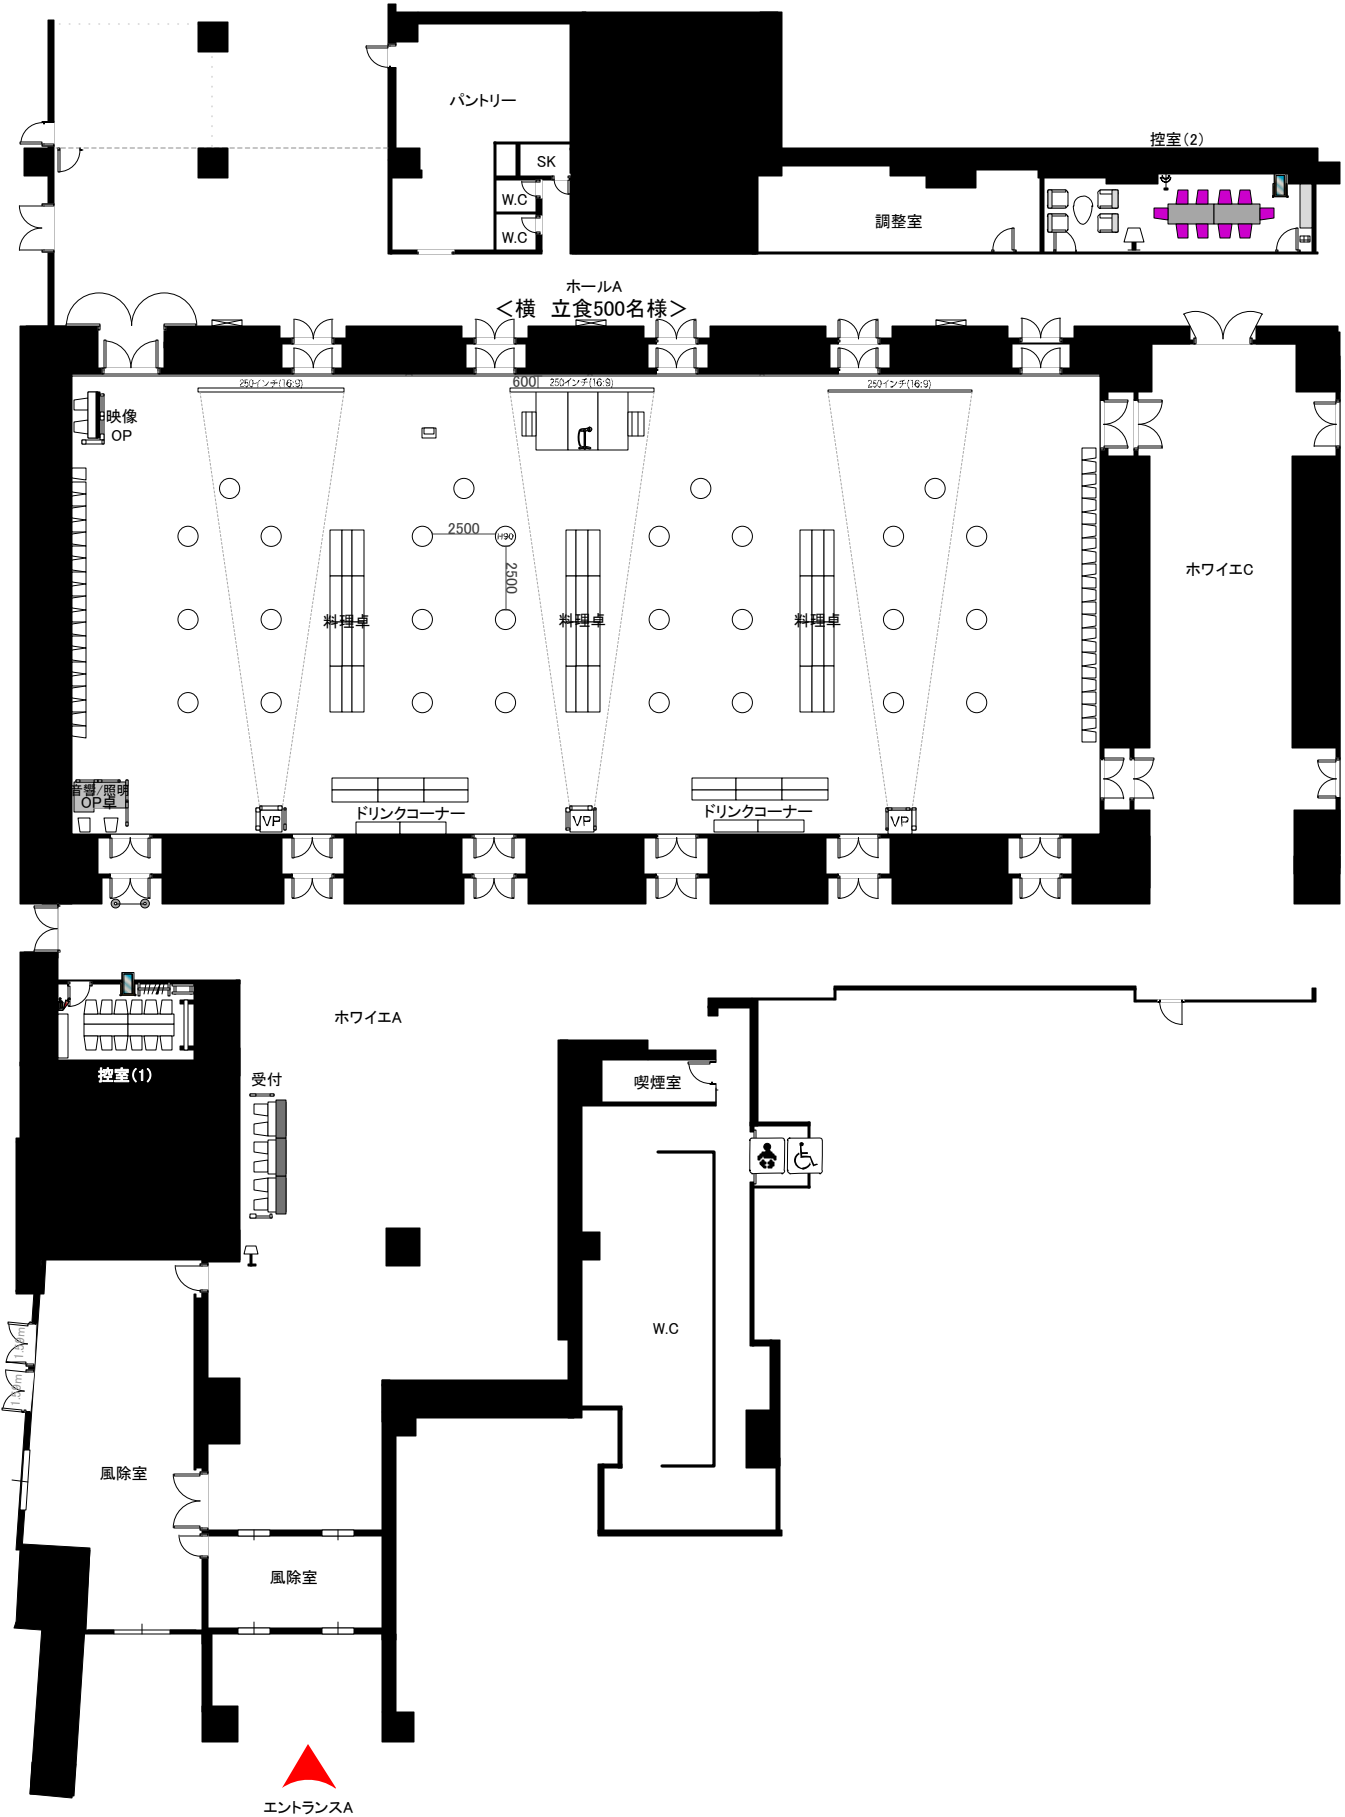 パントリー
控室(2)
SK
W.C
調整室
W.C
ホールA
<横 立食500名様>
250インチ(16:9)
600
250インチ(16:9)
250インチ(16:9)
映像
OP
2500
H90
2500
ホワイエC
料理卓
料理卓
料理卓
音響/照明
OP卓
ドリンクコーナー
ドリンクコーナー
VP
VP
VP
ホワイエA
控室(1)
受付
喫煙室
W.C
1.50m
1.50m
風除室
風除室
エントランスA